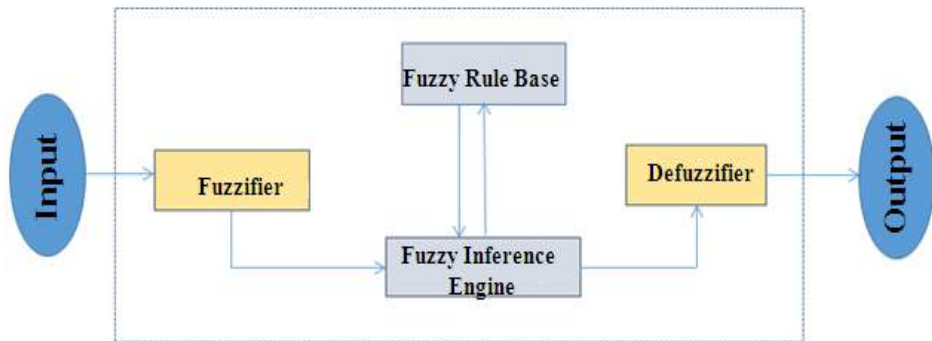 Input
Fuzzifier
Fuzzy Rule Base
Fuzzy Inference
Engine
Defuzzifier
Output